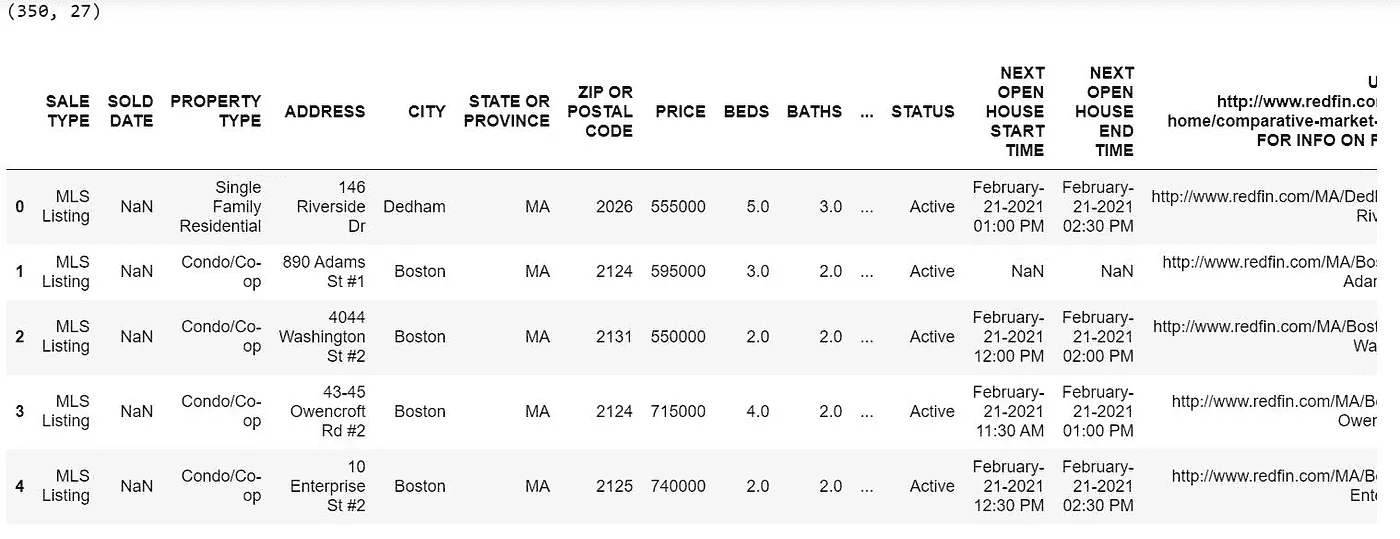 (350, 27)
SALE TYPE SOLD DATE PROPERTY TYPE ADDRESS CITY STATE OR PROVINCE ZIP OR POSTAL CODE PRICE BEDS BATHS ... STATUS NEXT OPEN HOUSE START TIME NEXT OPEN HOUSE END TIME U http://www.redfin.co home/comparative-market- FOR INFO ON
0 MLS Listing NaN Single Family Residential 146 Riverside Dr Dedham MA 2026 555000 5.0 3.0 ... Active February-21-2021 01:00 PM February-21-2021 02:30 PM http://www.redfin.com/MA/Ded Riv
1 MLS Listing NaN Condo/Co-op 890 Adams St #1 Boston MA 2124 595000 3.0 2.0 ... Active NaN NaN http://www.redfin.com/MA/Bos Adar
2 MLS Listing NaN Condo/Co-op 4044 Washington St #2 Boston MA 2131 550000 2.0 2.0 ... Active February-21-2021 12:00 PM February-21-2021 02:00 PM http://www.redfin.com/MA/Bost Wa
3 MLS Listing NaN Condo/Co-op 43-45 Owencroft Rd #2 Boston MA 2124 715000 4.0 2.0 ... Active February-21-2021 11:30 AM February-21-2021 01:00 PM http://www.redfin.com/MA/B Ower
4 MLS Listing NaN Condo/Co-op 10 Enterprise St #2 Boston MA 2125 740000 2.0 2.0 ... Active February-21-2021 12:30 PM February-21-2021 02:30 PM http://www.redfin.com/MA/B Ente